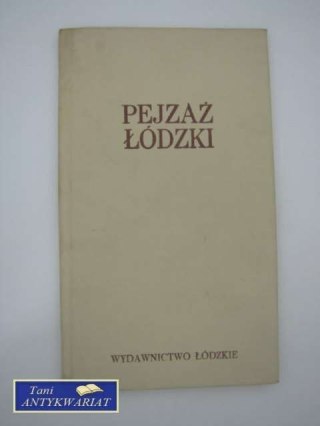 PEJZAŻ
ŁÓDZKI
WYDAWNICTWO ŁÓDZKIE
Tani
ANTYKWARIAT